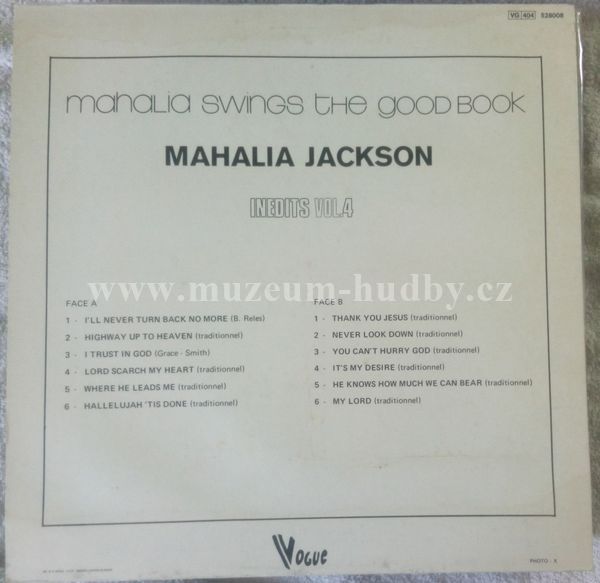 VG 404 528008
mahalia swings the good book
MAHALIA JACKSON
INEDITS VOL.4
www.muzeum-hudby.cz
FACE A
1 - I'LL NEVER TURN BACK NO MORE (B. Reles)
2 - HIGHWAY UP TO HEAVEN (traditionnel)
3 - I TRUST IN GOD (Grace - Smith)
4 - LORD SCARCH MY HEART (traditionnel)
5 - WHERE HE LEADS ME (traditionnel)
6 - HALLELUJAH 'TIS DONE (traditionnel)
FACE B
1 - THANK YOU JESUS (traditionnel)
2 - NEVER LOOK DOWN (traditionnel)
3 - YOU CAN'T HURRY GOD (traditionnel)
4 - IT'S MY DESIRE (traditionnel)
5 - HE KNOWS HOW MUCH WE CAN BEAR (traditionnel)
6 - MY LORD (traditionnel)
VOGUE
PHOTO - X